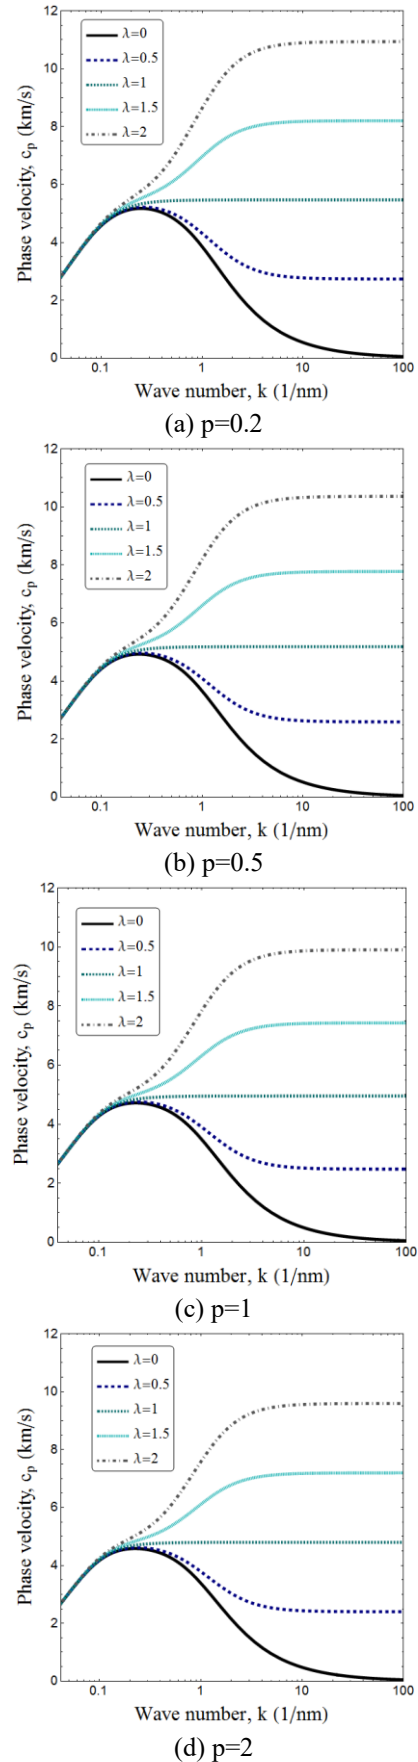 12
10
8
6
4
2
0
Phase velocity, cp (km/s)
λ=0
λ=0.5
λ=1
λ=1.5
λ=2
0.1
1
10
100
Wave number, k (1/nm)
(a) p=0.2
12
10
8
6
4
2
0
Phase velocity, cp (km/s)
λ=0
λ=0.5
λ=1
λ=1.5
λ=2
0.1
1
10
100
Wave number, k (1/nm)
(b) p=0.5
12
10
8
6
4
2
0
Phase velocity, cp (km/s)
λ=0
λ=0.5
λ=1
λ=1.5
λ=2
0.1
1
10
100
Wave number, k (1/nm)
(c) p=1
12
10
8
6
4
2
0
Phase velocity, cp (km/s)
λ=0
λ=0.5
λ=1
λ=1.5
λ=2
0.1
1
10
100
Wave number, k (1/nm)
(d) p=2